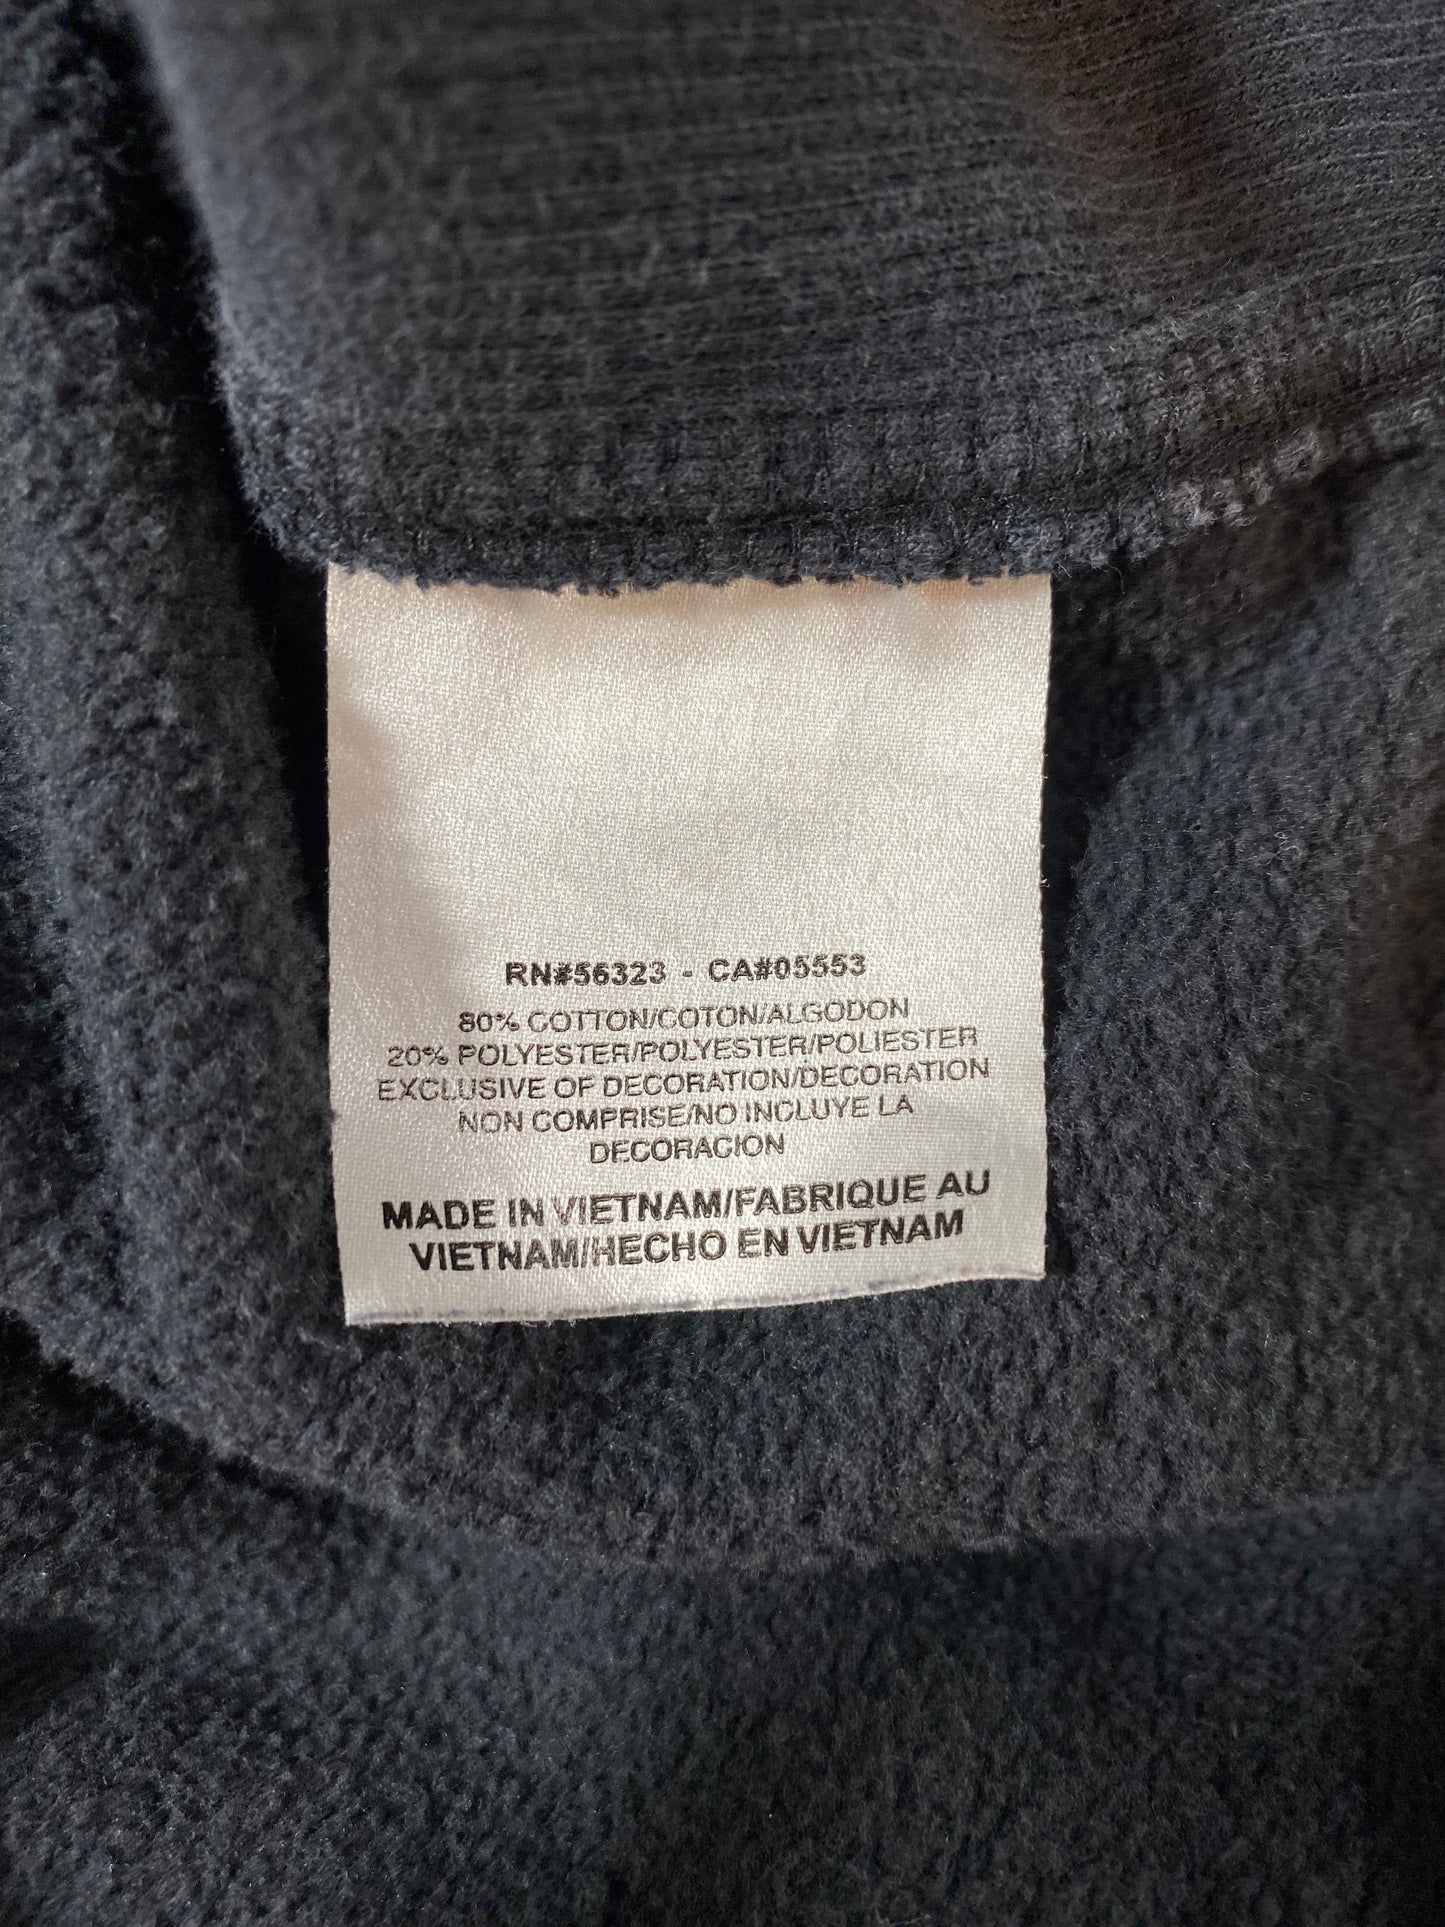 RN#56323 - CA#05553
80% COTTON/COTON/ALGODON
20% POLYESTER/POLYESTER/POLIESTER
EXCLUSIVE OF DECORATION/DECORATION
NON COMPRISE/NO INCLUYE LA
DECORACION
MADE IN VIETNAM/FABRIQUE AU
VIETNAM/HECHO EN VIETNAM